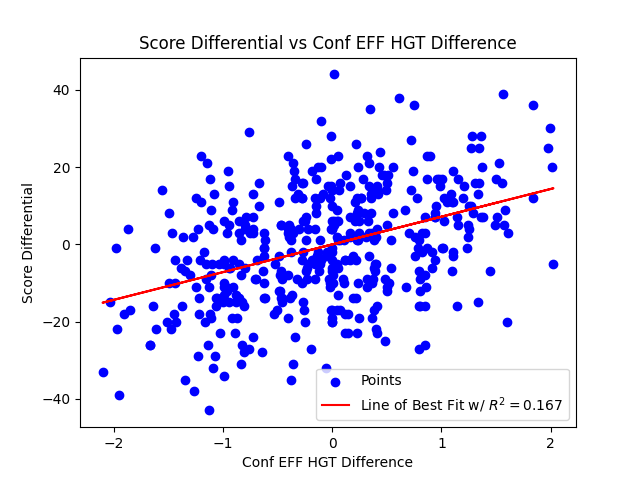 Score Differential vs Conf EFF HGT Difference
Score Differential
40
20
0
−20
−40
Points
Line of Best Fit w/ R² = 0.167
−2
−1
0
1
2
Conf EFF HGT Difference